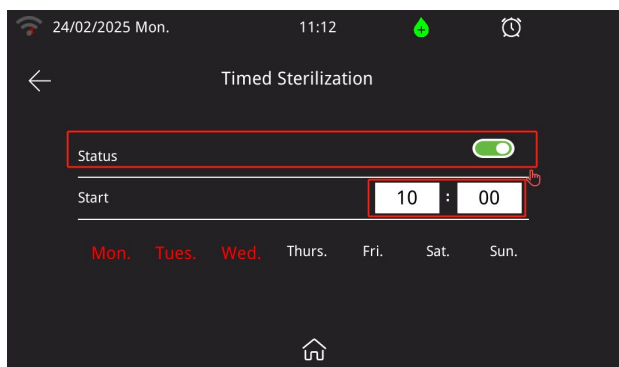 24/02/2025 Mon. 11:12
Timed Sterilization
Status
Start 10 : 00
Mon. Tues. Wed. Thurs. Fri. Sat. Sun.